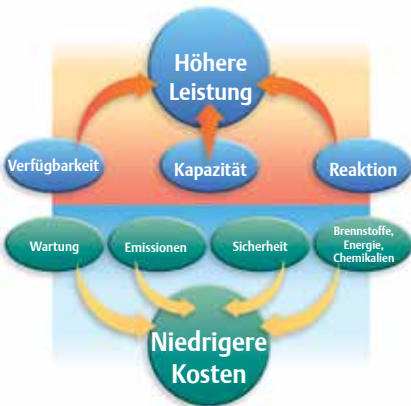 Höhere
Leistung
Verfügbarkeit
Kapazität
Reaktion
Wartung
Emissionen
Sicherheit
Brennstoffe,
Energie,
Chemikalien
Niedrigere
Kosten